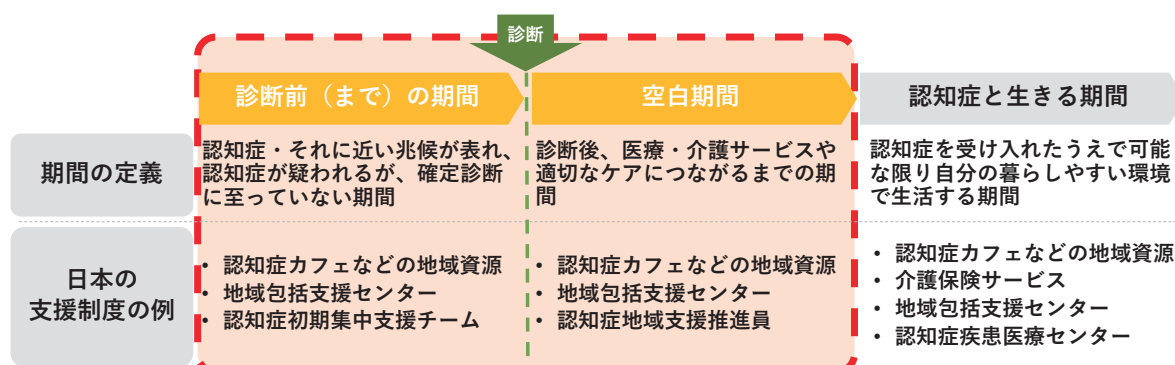 診断
診断前（まで）の期間
空白期間
認知症と生きる期間
期間の定義
認知症・それに近い兆候が表れ、
認知症が疑われるが、確定診断
に至っていない期間
診断後、医療・介護サービスや
適切なケアにつながるまでの期
間
認知症を受け入れたうえで可能
な限り自分の暮らしやすい環境
で生活する期間
日本の
支援制度の例
• 認知症カフェなどの地域資源
• 地域包括支援センター
• 認知症初期集中支援チーム
• 認知症カフェなどの地域資源
• 地域包括支援センター
• 認知症地域支援推進員
• 認知症カフェなどの地域資源
• 介護保険サービス
• 地域包括支援センター
• 認知症疾患医療センター